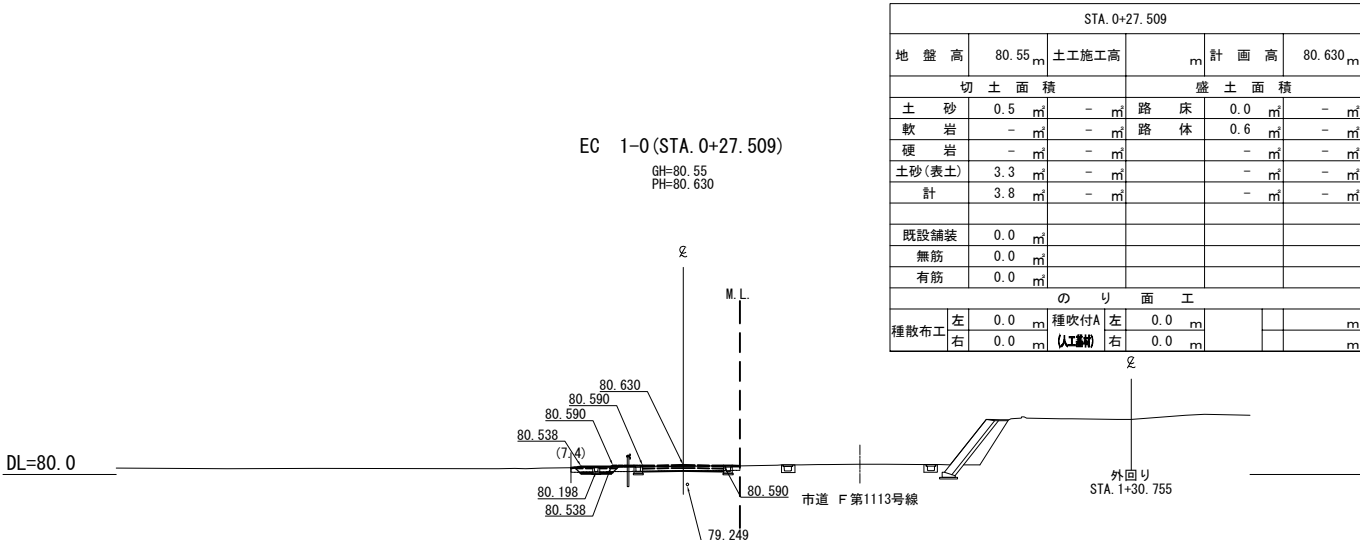 STA.0+27.509
地盤高 80.55 m 土工施工高 m 計画高 80.630 m
切土面積 盛土面積
土砂 0.5 ㎡ - ㎡ 路床 0.0 ㎡ - ㎡
軟岩 - ㎡ - ㎡ 路体 0.6 ㎡ - ㎡
硬岩 - ㎡ - ㎡ - ㎡ - ㎡
土砂(表土) 3.3 ㎡ - ㎡ - ㎡ - ㎡
計 3.8 ㎡ - ㎡ - ㎡ - ㎡
既設舗装 0.0 ㎡
無筋 0.0 ㎡
有筋 0.0 ㎡
のり面工
種散布工 左 0.0 m 種吹付A 左 0.0 m m
右 0.0 m (人工基材) 右 0.0 m m
EC 1-0(STA.0+27.509)
GH=80.55
PH=80.630
℄
M.L.
℄
80.630
80.590
80.590
80.538
(7.4)
DL=80.0
80.198
80.538
80.590
79.249
市道 F第1113号線
外回り
STA.1+30.755